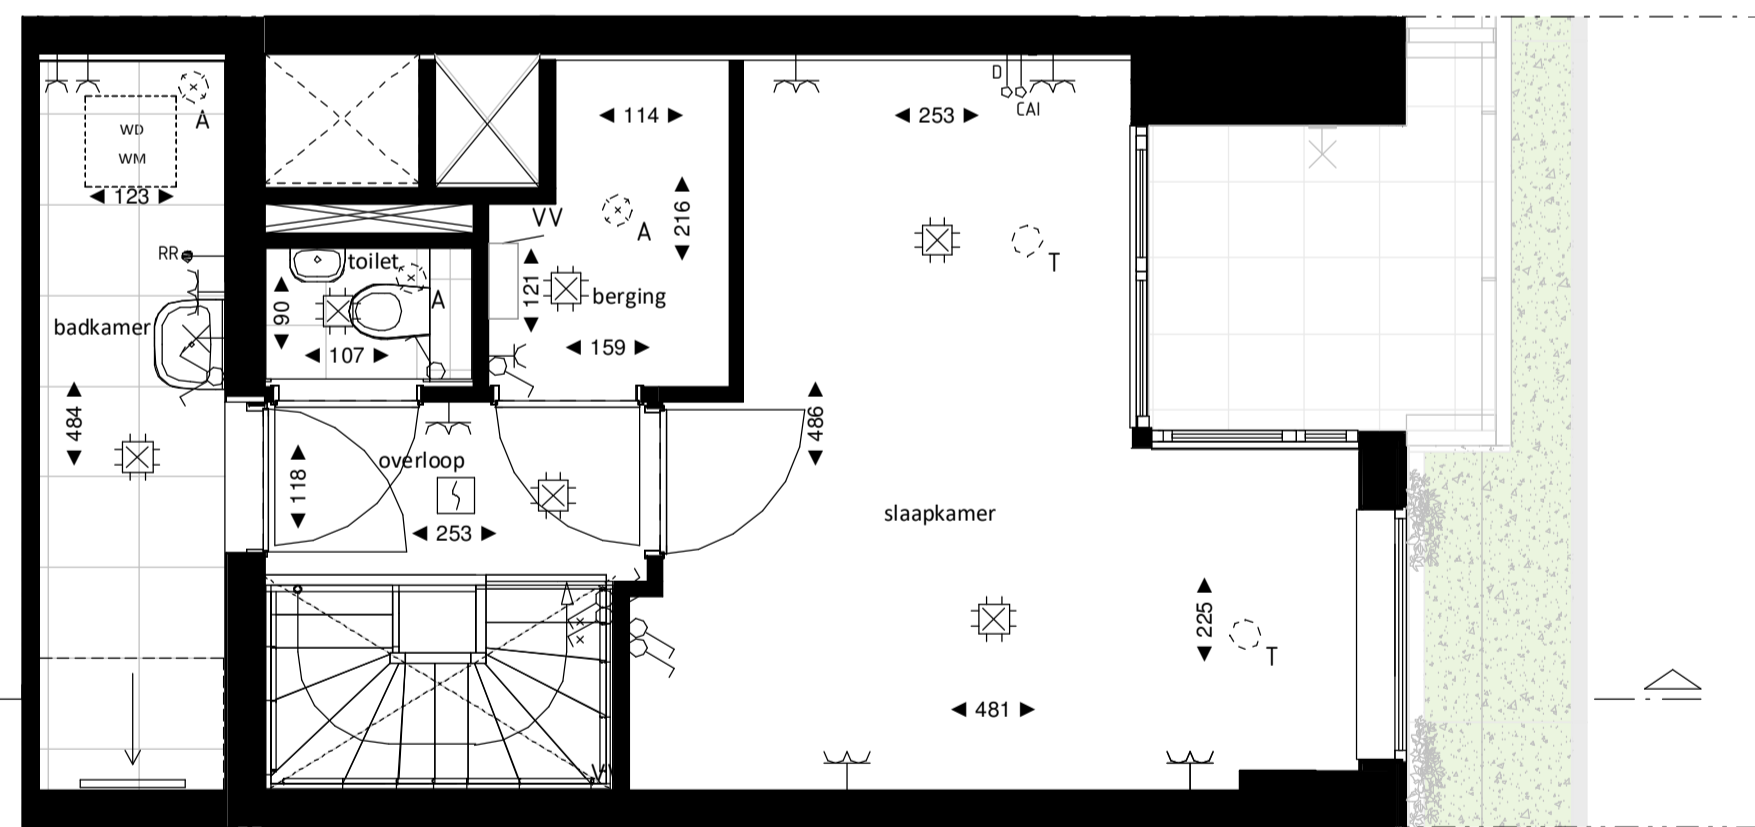 WD
WM
A
123
RR
badkamer
484
toilet
A
90
107
VV
114
A
216
121
berging
159
D
CAI
253
T
486
overloop
118
253
slaapkamer
225
T
481